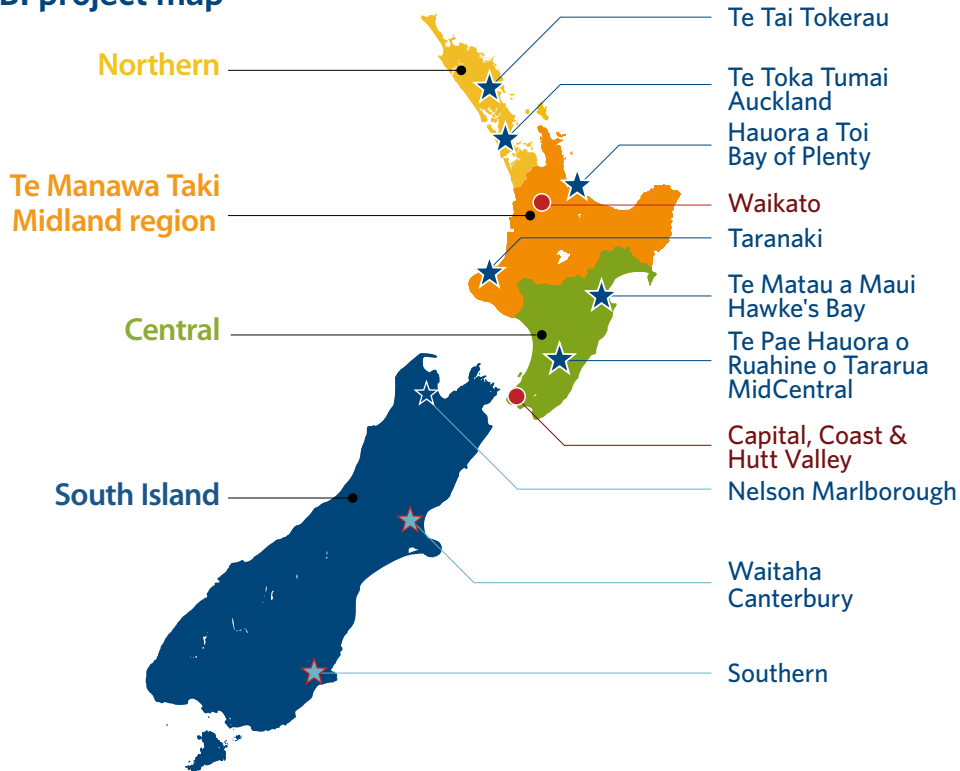 project map
Northern
Te Manawa Taki
Midland region
Central
South Island
Te Tai Tokerau
Te Toka Tumai
Auckland
Hauora a Toi
Bay of Plenty
Waikato
Taranaki
Te Matau a Maui
Hawke's Bay
Te Pae Hauora o
Ruahine o Tararua
MidCentral
Capital, Coast &
Hutt Valley
Nelson Marlborough
Waitaha
Canterbury
Southern